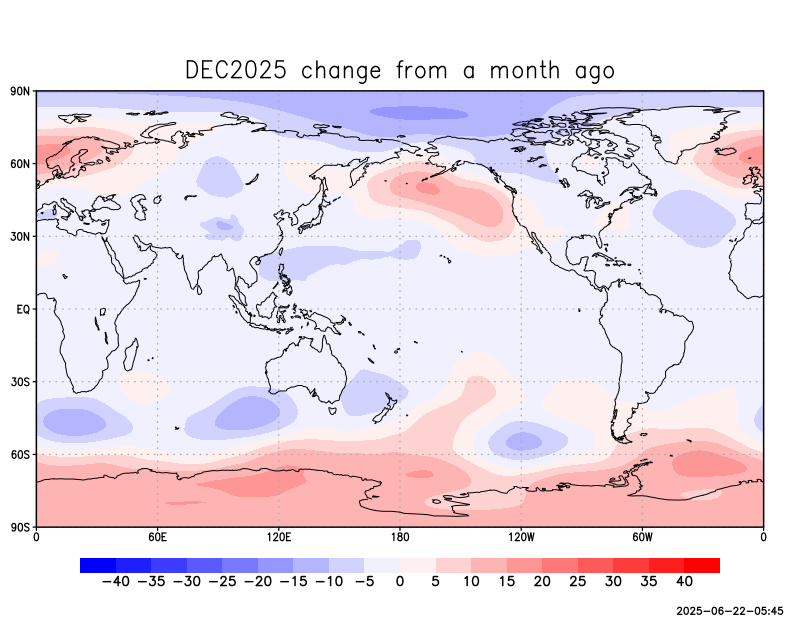 DEC2025 change from a month ago
90N
60N
30N
EQ
30S
60S
90S
0 60E 120E 180 120W 60W 0
−40 −35 −30 −25 −20 −15 −10 −5 0 5 10 15 20 25 30 35 40
2025-06-22-05:45